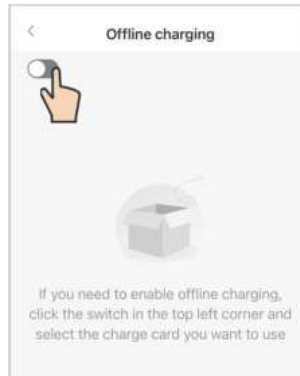 Offline charging
If you need to enable offline charging,
click the switch in the top left corner and
select the charge card you want to use